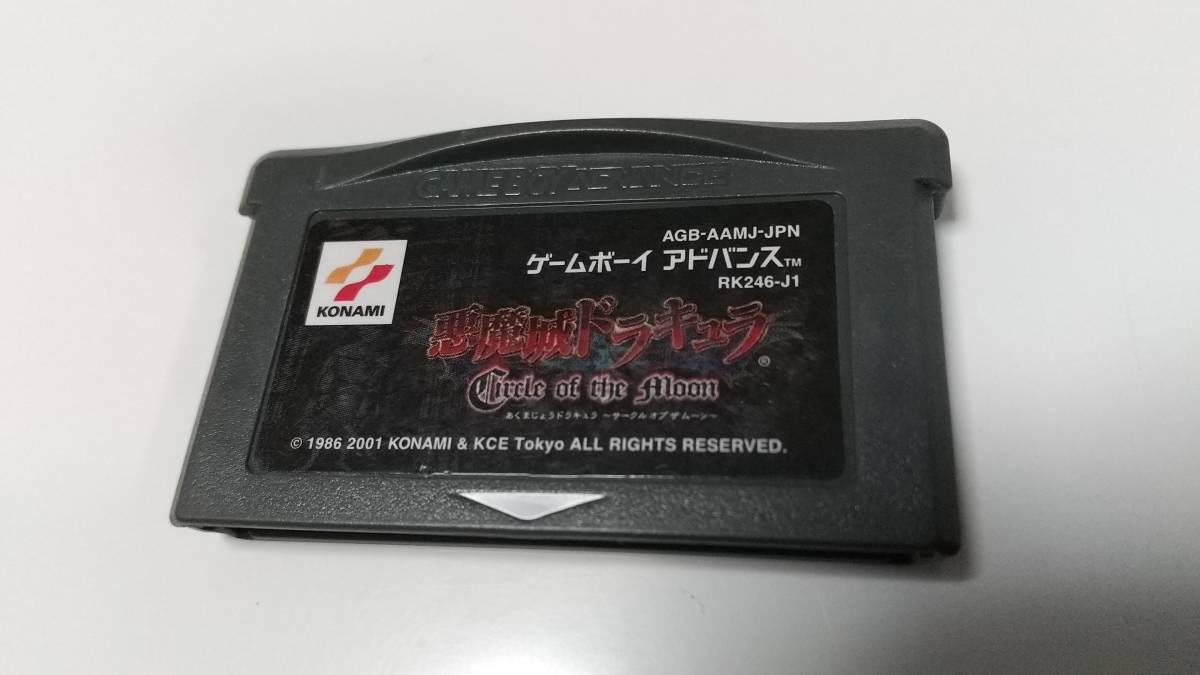 GAME BOY ADVANCE
AGB-AAMJ-JPN
ゲームボーイ アドバンス™
RK246-J1
KONAMI
悪魔城ドラキュラ®
Circle of the Moon
あくまじょうドラキュラ ～サークル オブ ザ ムーン～
© 1986 2001 KONAMI & KCE Tokyo ALL RIGHTS RESERVED.